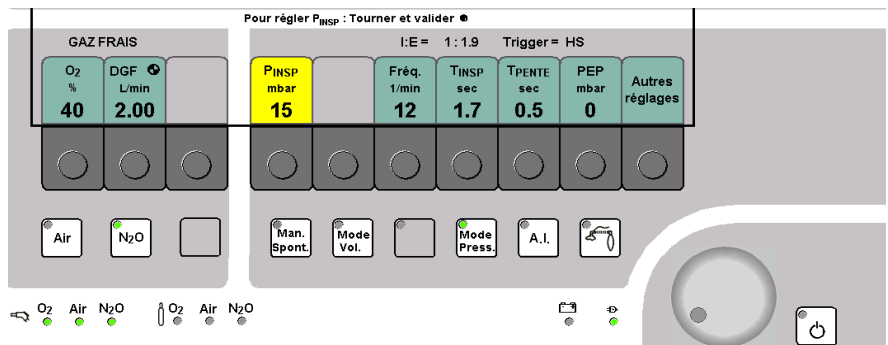 Pour régler PINSP : Tourner et valider
GAZ FRAIS
I:E = 1 : 1.9 Trigger = HS
O2 % 40
DGF L/min 2.00
PINSP mbar 15
Fréq. 1/min 12
TINSP sec 1.7
TPENTE sec 0.5
PEP mbar 0
Autres réglages
Air
N2O
Man. Spont.
Mode Vol.
Mode Press.
A.I.
O2 Air N2O
O2 Air N2O